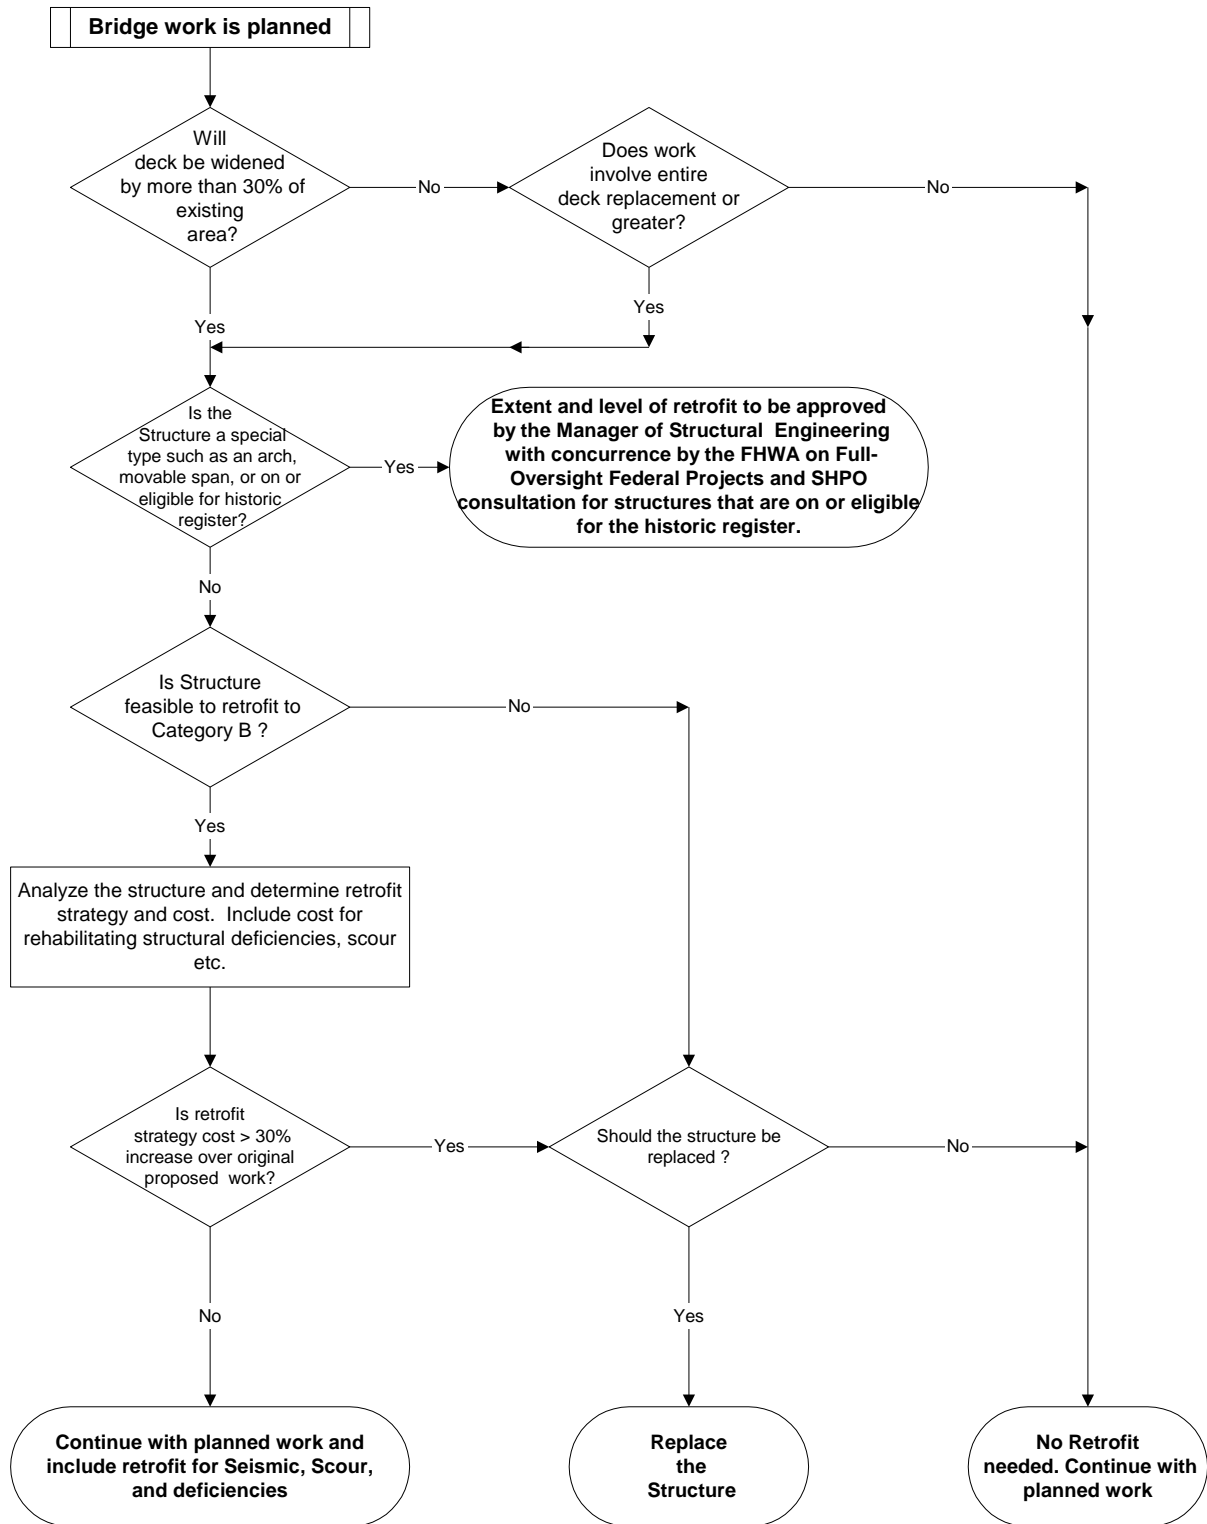 Bridge work is planned
Will
deck be widened
by more than 30% of
existing
area?
No
Does work
involve entire
deck replacement or
greater?
No
Yes
Yes
Is the
Structure a special
type such as an arch,
movable span, or on or
eligible for historic
register?
Yes
Extent and level of retrofit to be approved
by the Manager of Structural Engineering
with concurrence by the FHWA on Full-
Oversight Federal Projects and SHPO
consultation for structures that are on or eligible
for the historic register.
No
Is Structure
feasible to retrofit to
Category B ?
No
Yes
Analyze the structure and determine retrofit
strategy and cost. Include cost for
rehabilitating structural deficiencies, scour
etc.
Is retrofit
strategy cost > 30%
increase over original
proposed work?
Yes
Should the structure be
replaced ?
No
No
Yes
Continue with planned work and
include retrofit for Seismic, Scour,
and deficiencies
Replace
the
Structure
No Retrofit
needed. Continue with
planned work